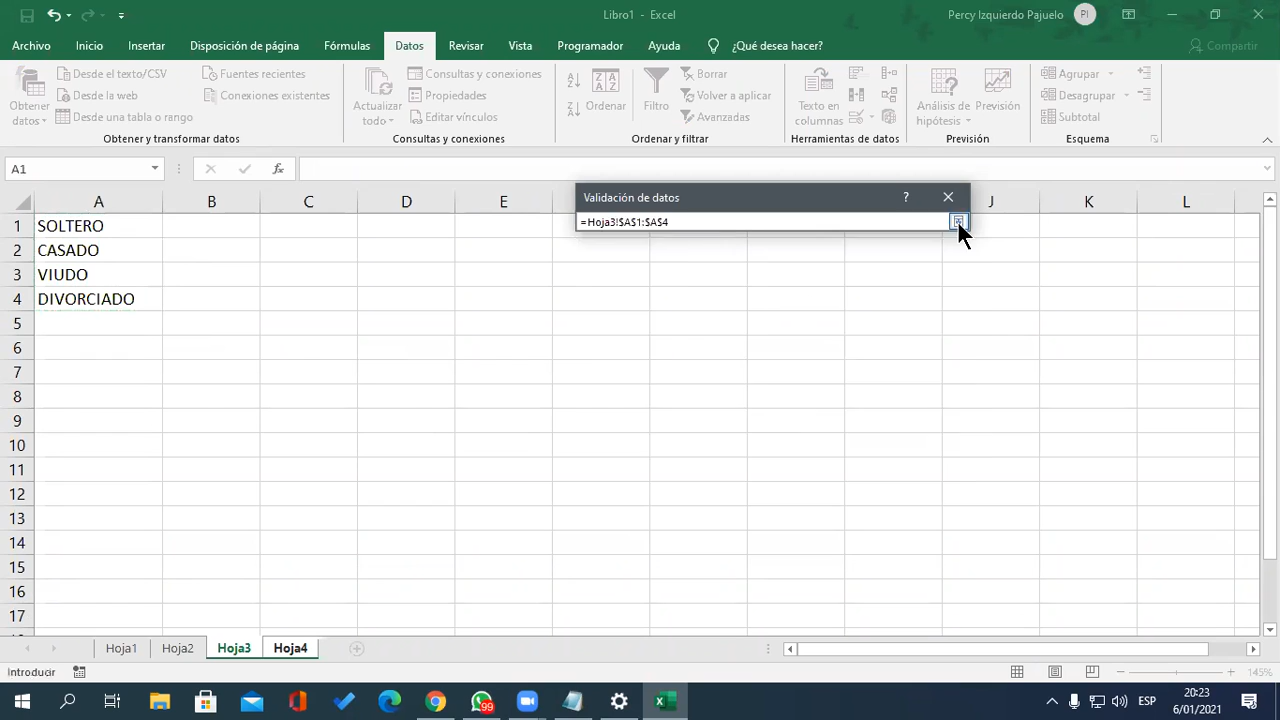 Libro1 - Excel
Percy Izquierdo Pajuelo
PI
Archivo
Inicio
Insertar
Disposición de página
Fórmulas
Datos
Revisar
Vista
Programador
Ayuda
¿Qué desea hacer?
Compartir
Obtener datos
Desde el texto/CSV
Desde la web
Desde una tabla o rango
Fuentes recientes
Conexiones existentes
Obtener y transformar datos
Actualizar todo
Consultas y conexiones
Propiedades
Editar vínculos
Consultas y conexiones
Ordenar
Filtro
Borrar
Volver a aplicar
Avanzadas
Ordenar y filtrar
Texto en columnas
Herramientas de datos
Análisis de hipótesis
Previsión
Previsión
Agrupar
Desagrupar
Subtotal
Esquema
A1
fx
Validación de datos
?
=Hoja3!$A$1:$A$4
A
B
C
D
E
J
K
L
1 SOLTERO
2 CASADO
3 VIUDO
4 DIVORCIADO
5
6
7
8
9
10
11
12
13
14
15
16
17
Hoja1
Hoja2
Hoja3
Hoja4
Introducir
145%
99
ESP
20:23
6/01/2021